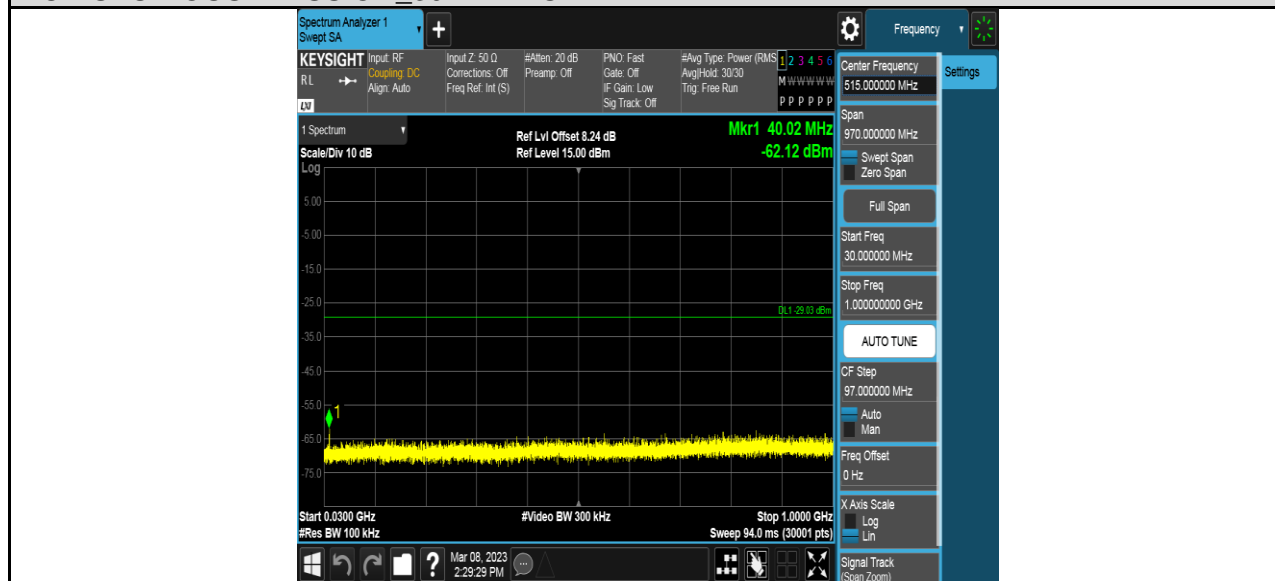 Spectrum Analyzer 1
Swept SA
+
Frequency
KEYSIGHT
RL
LXI
Input: RF
Coupling: DC
Align: Auto
Input Z: 50 Ω
Corrections: Off
Freq Ref: Int (S)
#Atten: 20 dB
Preamp: Off
PNO: Fast
Gate: Off
IF Gain: Low
Sig Track: Off
#Avg Type: Power (RMS
Avg|Hold: 30/30
Trig: Free Run
1 2 3 4 5 6
M W W W W W
P P P P P P
Center Frequency
515.000000 MHz
Settings
1 Spectrum
Scale/Div 10 dB
Log
Ref Lvl Offset 8.24 dB
Ref Level 15.00 dBm
Mkr1 40.02 MHz
-62.12 dBm
Span
970.000000 MHz
Swept Span
Zero Span
Full Span
Start Freq
30.000000 MHz
Stop Freq
1.000000000 GHz
AUTO TUNE
CF Step
97.000000 MHz
Auto
Man
Freq Offset
0 Hz
X Axis Scale
Log
Lin
Signal Track
(Span Zoom)
5.00
-5.00
-15.0
-25.0
DL1 -29.03 dBm
-35.0
-45.0
-55.0
1
-65.0
-75.0
Start 0.0300 GHz
#Video BW 300 kHz
Stop 1.0000 GHz
#Res BW 100 kHz
Sweep 94.0 ms (30001 pts)
?
Mar 08, 2023
2:29:29 PM